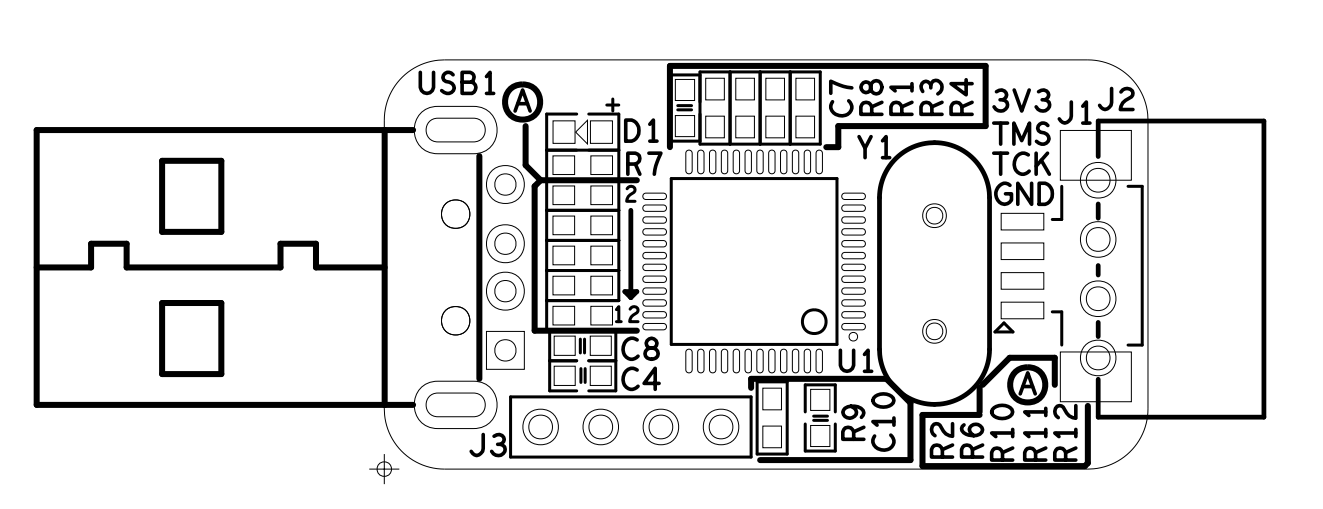 USB1
A
+
D1
R7
2
12
C8
C4
C7
R8
R1
R3
R4
Y1
3V3
TMS
TCK
GND
J1
J2
U1
J3
R9
C10
A
R2
R6
R10
R11
R12